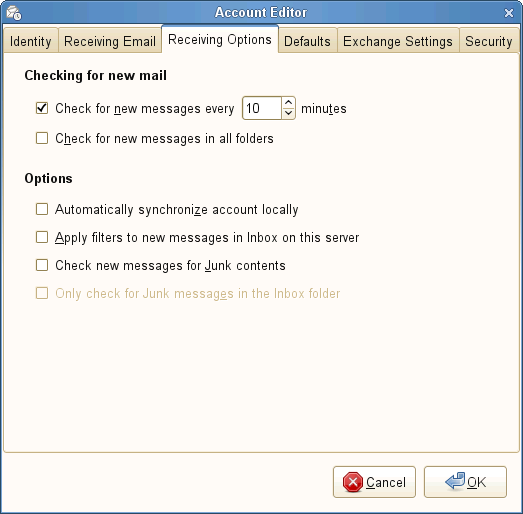 Account Editor
Identity Receiving Email Receiving Options Defaults Exchange Settings Security
Checking for new mail
Check for new messages every 10 minutes
Check for new messages in all folders
Options
Automatically synchronize account locally
Apply filters to new messages in Inbox on this server
Check new messages for Junk contents
Only check for Junk messages in the Inbox folder
Cancel OK